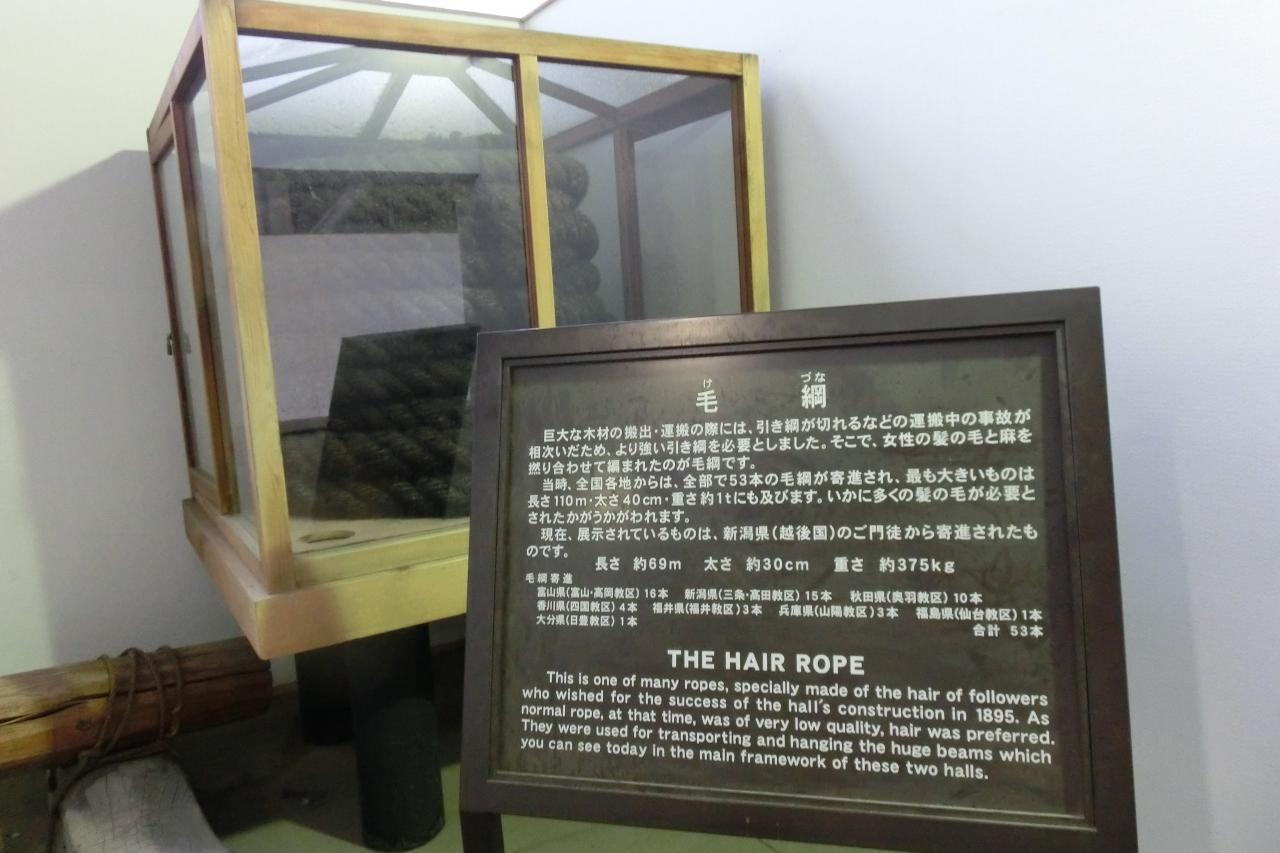 け づな
毛綱
巨大な木材の搬出・運搬の際には、引き綱が切れるなどの運搬中の事故が
相次いだため、より強い引き綱を必要としました。そこで、女性の髪の毛と麻を
撚り合わせて編まれたのが毛綱です。
当時、全国各地からは、全部で53本の毛綱が寄進され、最も大きいものは
長さ110m・太さ40cm・重さ約1tにも及びます。いかに多くの髪の毛が必要と
されたかがうかがわれます。
現在、展示されているものは、新潟県(越後国)のご門徒から寄進されたも
のです。
長さ 約69m 太さ 約30cm 重さ 約375kg
毛綱寄進
富山県(富山・高岡教区) 16本 新潟県(三条・高田教区) 15本 秋田県(奥羽教区) 10本
香川県(四国教区) 4本 福井県(福井教区) 3本 兵庫県(山陽教区) 3本 福島県(仙台教区) 1本
大分県(日豊教区) 1本
合計 53本
THE HAIR ROPE
This is one of many ropes, specially made of the hair of followers
who wished for the success of the hall's construction in 1895. As
normal rope, at that time, was of very low quality, hair was preferred.
They were used for transporting and hanging the huge beams which
you can see today in the main framework of these two halls.